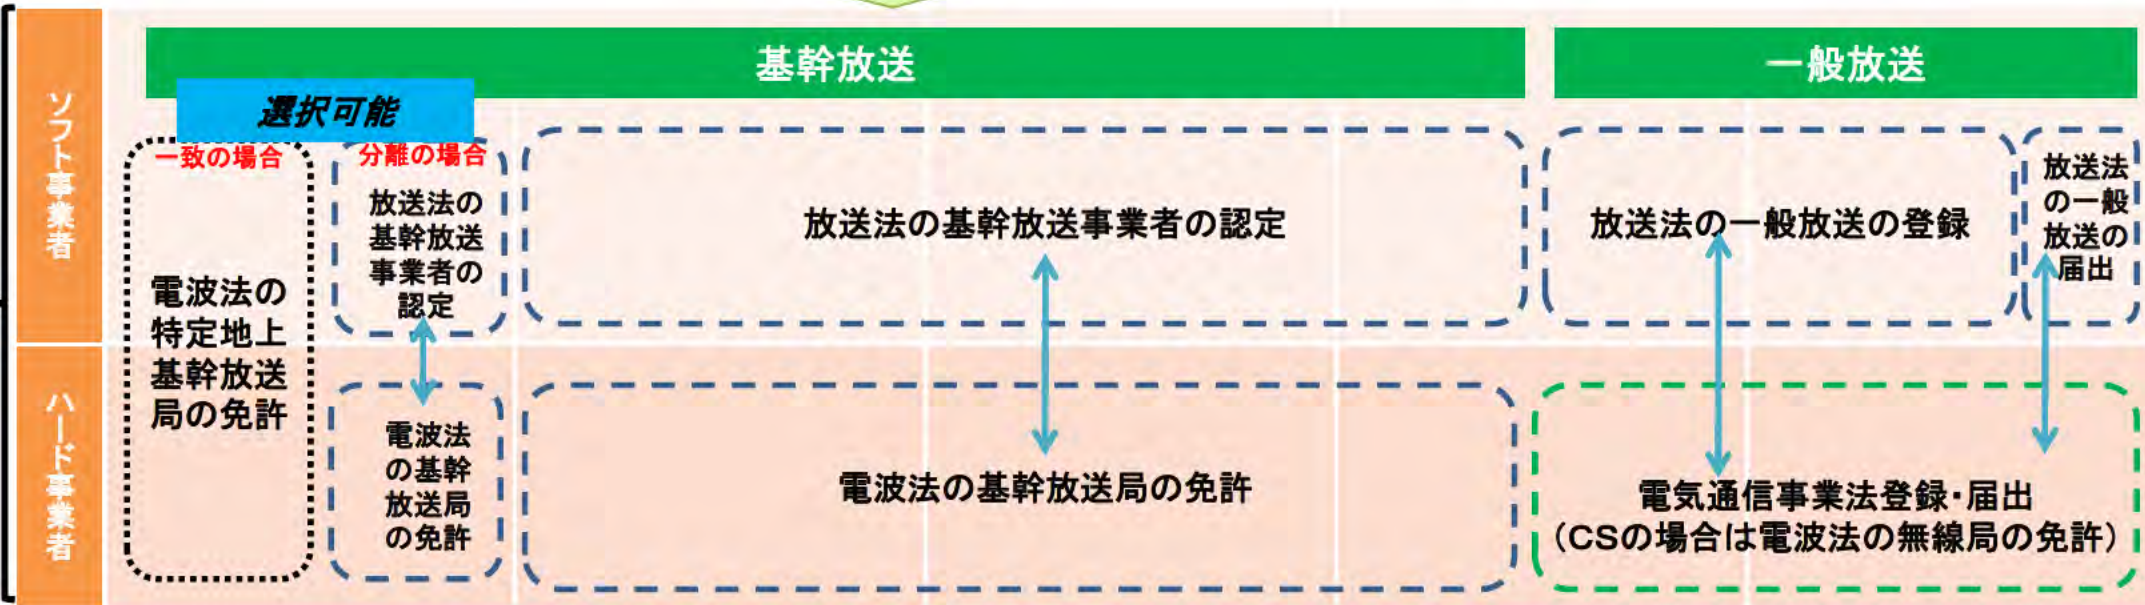 基幹放送
一般放送
選択可能
ソフト事業者
一致の場合
電波法の
特定地上
基幹放送
局の免許
分離の場合
放送法の
基幹放送
事業者の
認定
放送法の基幹放送事業者の認定
放送法の一般放送の登録
放送法
の一般
放送の
届出
ハード事業者
電波法
の基幹
放送局
の免許
電波法の基幹放送局の免許
電気通信事業法登録・届出
（CSの場合は電波法の無線局の免許）